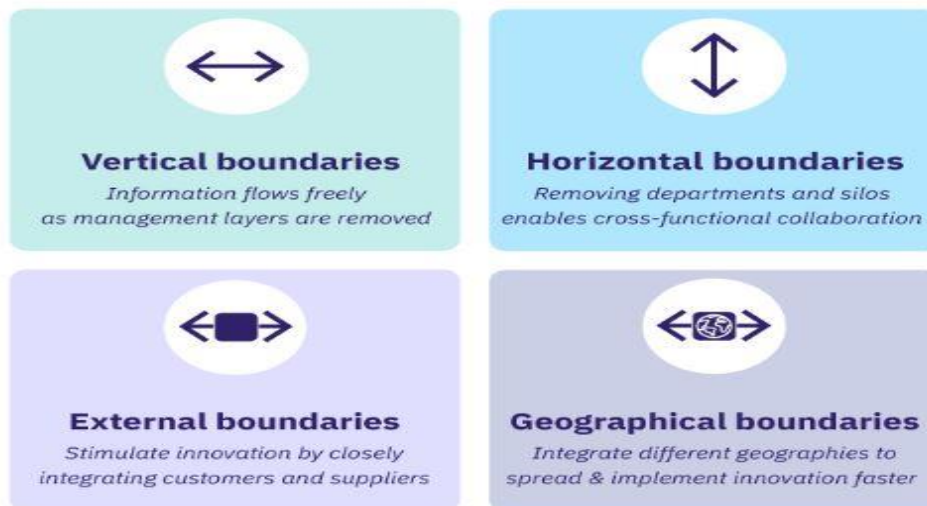 Vertical boundaries
Information flows freely
as management layers are removed
Horizontal boundaries
Removing departments and silos
enables cross-functional collaboration
External boundaries
Stimulate innovation by closely
integrating customers and suppliers
Geographical boundaries
Integrate different geographies to
spread & implement innovation faster